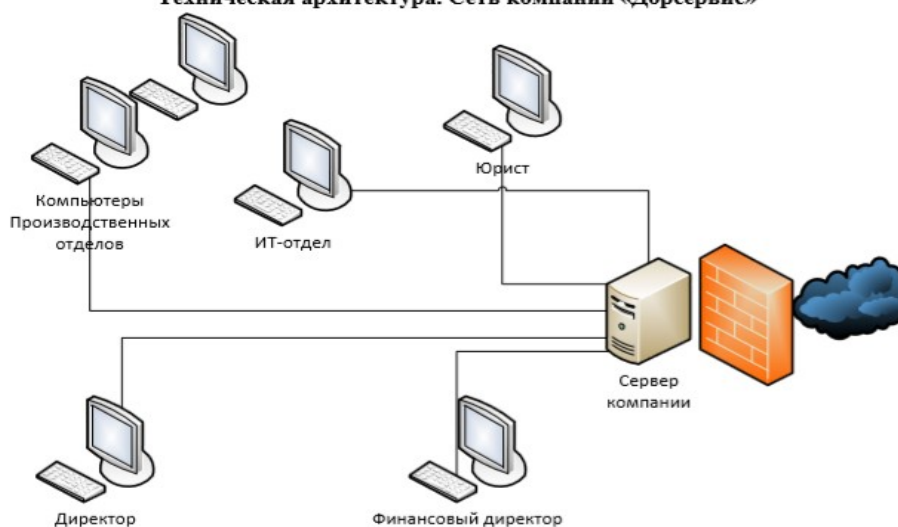 Техническая архитектура. Сеть компании «Дорсервис»
Юрист
Компьютеры
Производственных
отделов
ИТ-отдел
Сервер
компании
Директор
Финансовый директор